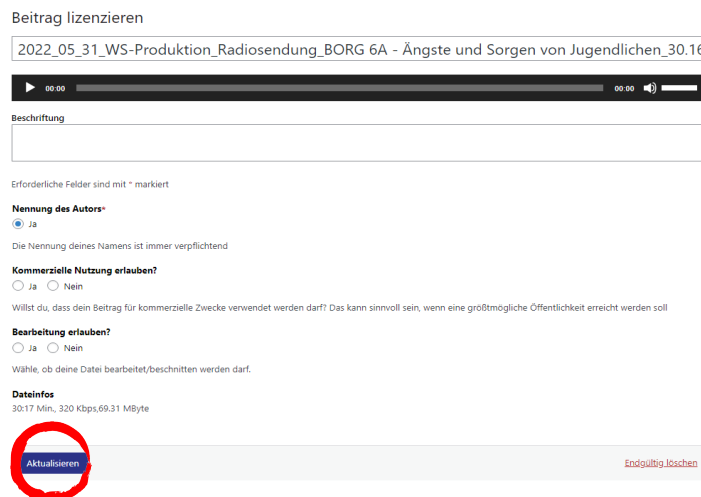 Beitrag lizenzieren
2022_05_31_WS-Produktion_Radiosendung_BORG 6A - Ängste und Sorgen von Jugendlichen_30.16
00:00 00:00
Beschriftung
Erforderliche Felder sind mit * markiert
Nennung des Autors*
Ja
Die Nennung deines Namens ist immer verpflichtend
Kommerzielle Nutzung erlauben?
Ja Nein
Willst du, dass dein Beitrag für kommerzielle Zwecke verwendet werden darf? Das kann sinnvoll sein, wenn eine größtmögliche Öffentlichkeit erreicht werden soll
Bearbeitung erlauben?
Ja Nein
Wähle, ob deine Datei bearbeitet/beschnitten werden darf.
Dateinfos
30:17 Min., 320 Kbps,69.31 MByte
Aktualisieren Endgültig löschen